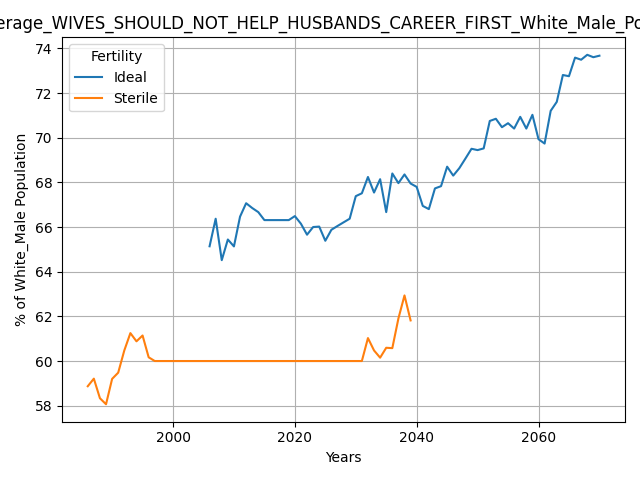 erage_WIVES_SHOULD_NOT_HELP_HUSBANDS_CAREER_FIRST_White_Male_Po
Fertility
Ideal
Sterile
74
72
70
68
66
64
62
60
58
% of White_Male Population
2000
2020
2040
2060
Years